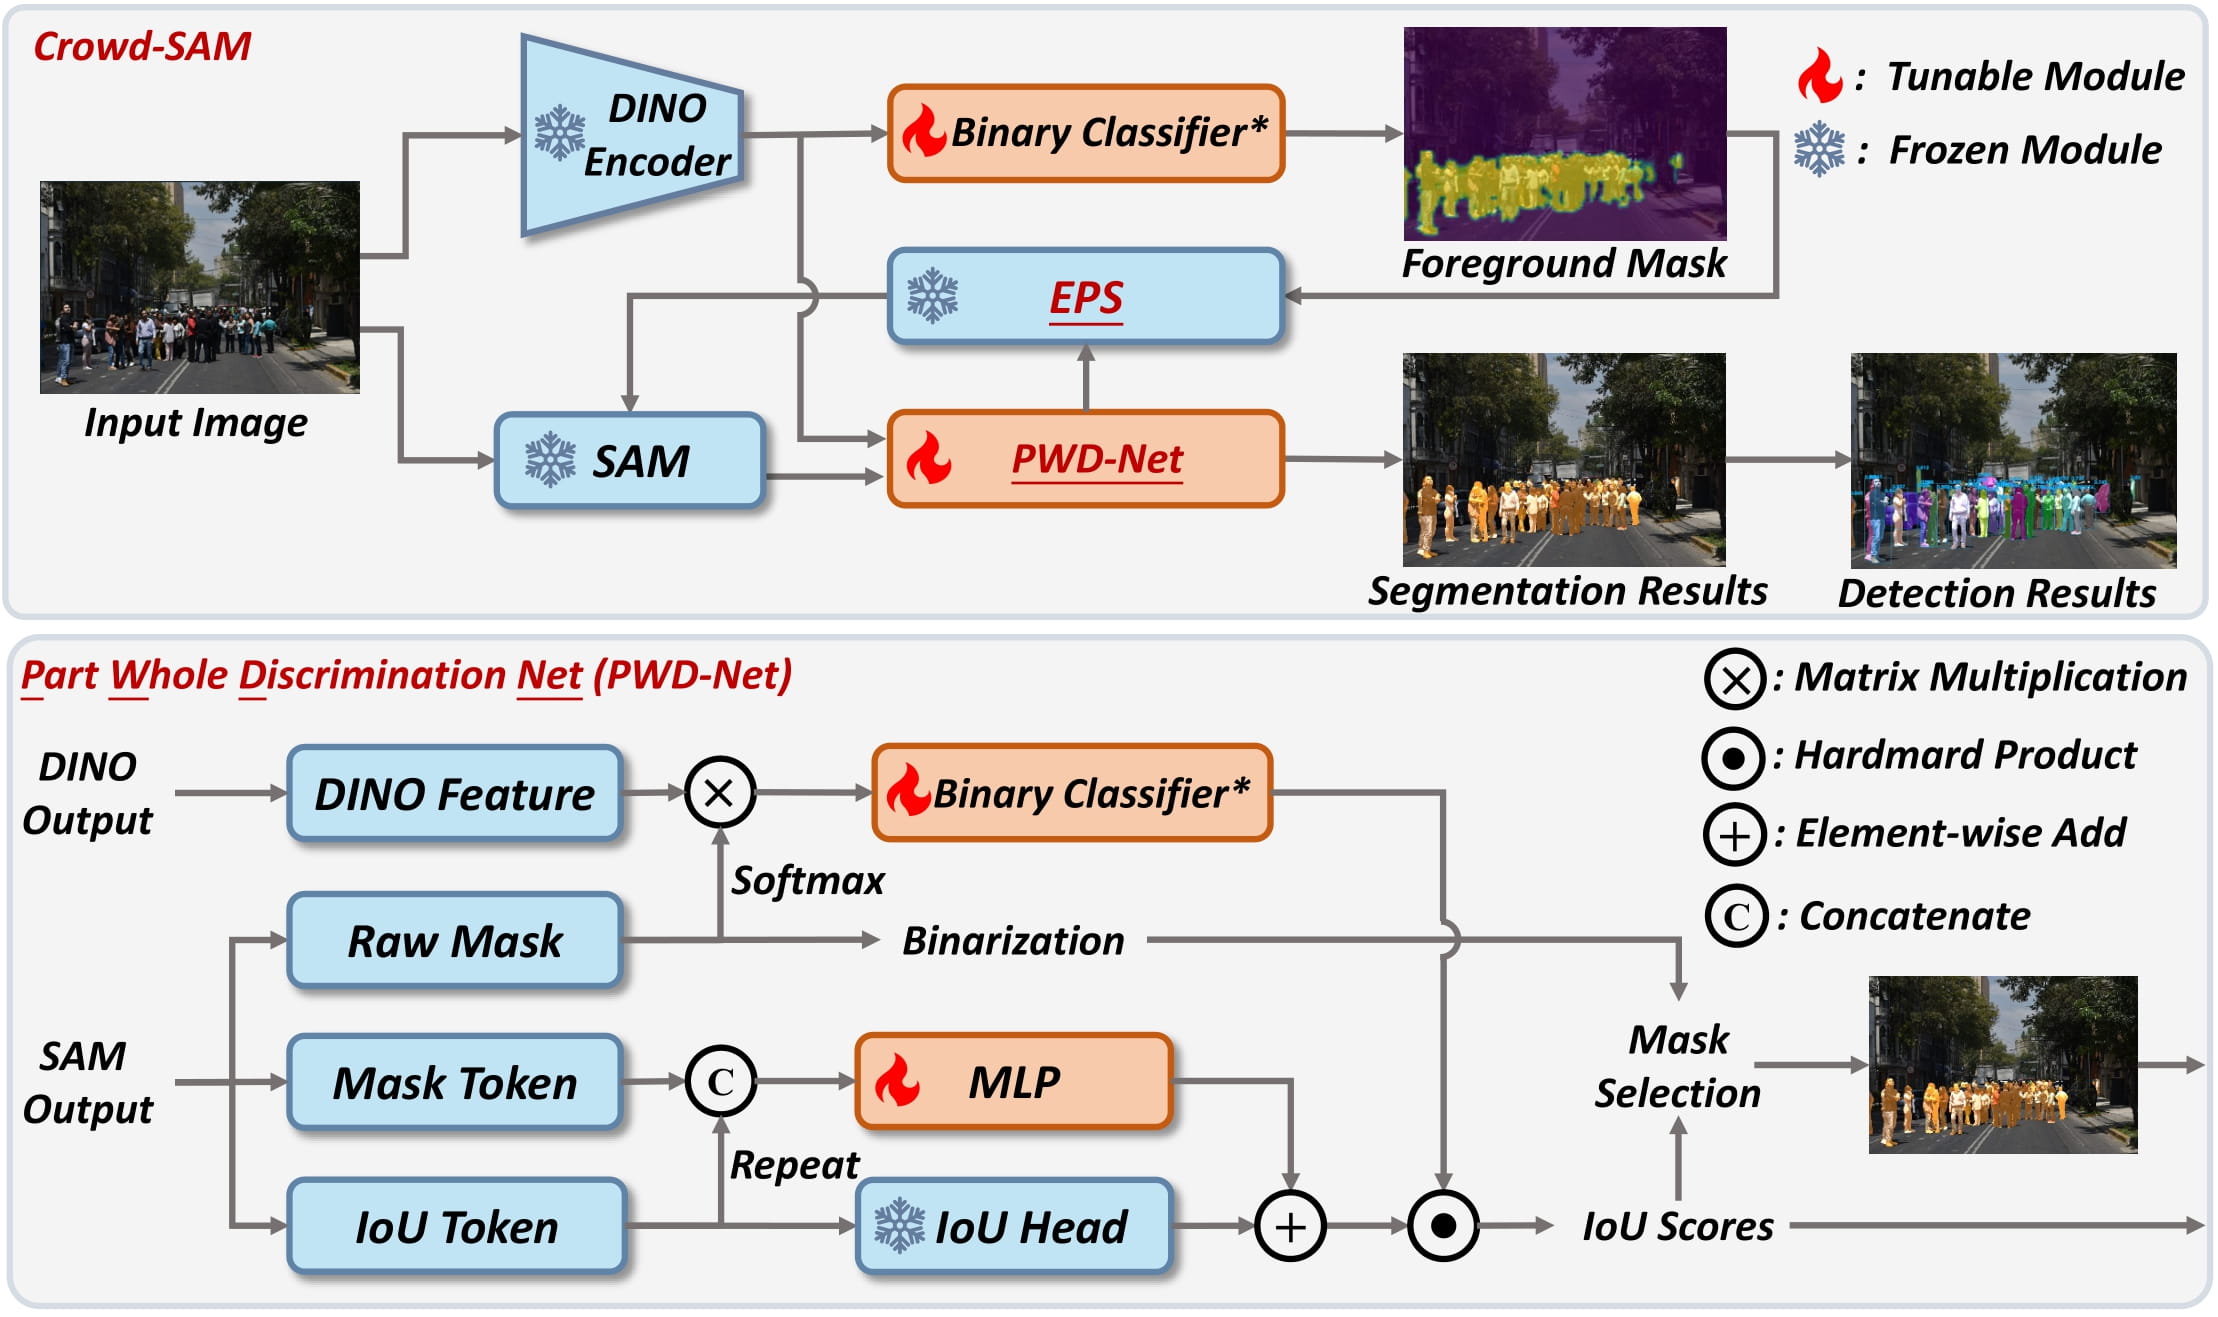 Crowd-SAM
DINO
Encoder
Binary Classifier*
: Tunable Module
: Frozen Module
Foreground Mask
EPS
Input Image
SAM
PWD-Net
Segmentation Results
Detection Results
Part Whole Discrimination Net (PWD-Net)
: Matrix Multiplication
: Hardmard Product
: Element-wise Add
C : Concatenate
DINO
Output
DINO Feature
Binary Classifier*
Softmax
Raw Mask
Binarization
SAM
Output
Mask Token
C
MLP
Mask
Selection
Repeat
IoU Token
IoU Head
IoU Scores